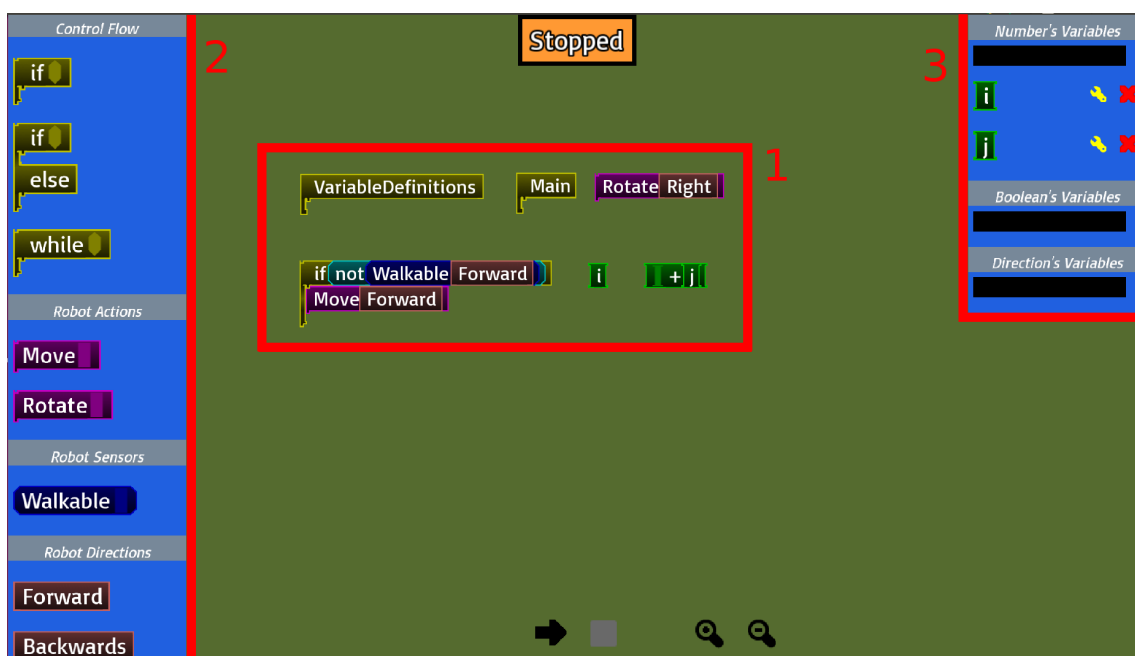 Control Flow
if
if
else
while
Robot Actions
Move
Rotate
Robot Sensors
Walkable
Robot Directions
Forward
Backwards
2
Stopped
1
VariableDefinitions
Main
Rotate Right
if not Walkable Forward
Move Forward
i
+ j
3
Number's Variables
i
j
Boolean's Variables
Direction's Variables